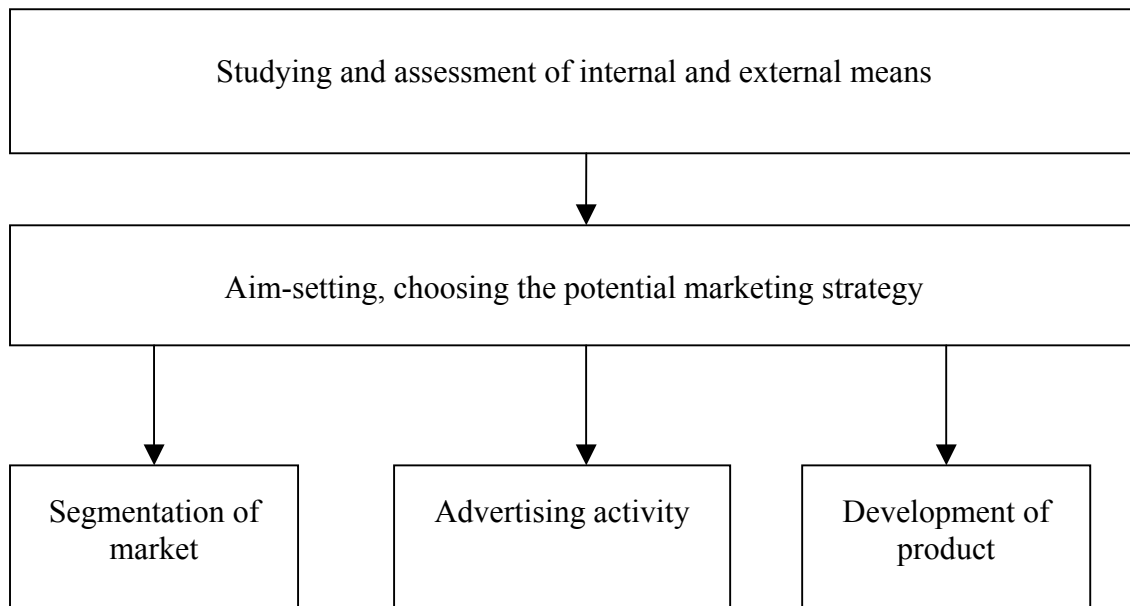 Studying and assessment of internal and external means
Aim-setting, choosing the potential marketing strategy
Segmentation of
market
Advertising activity
Development of
product